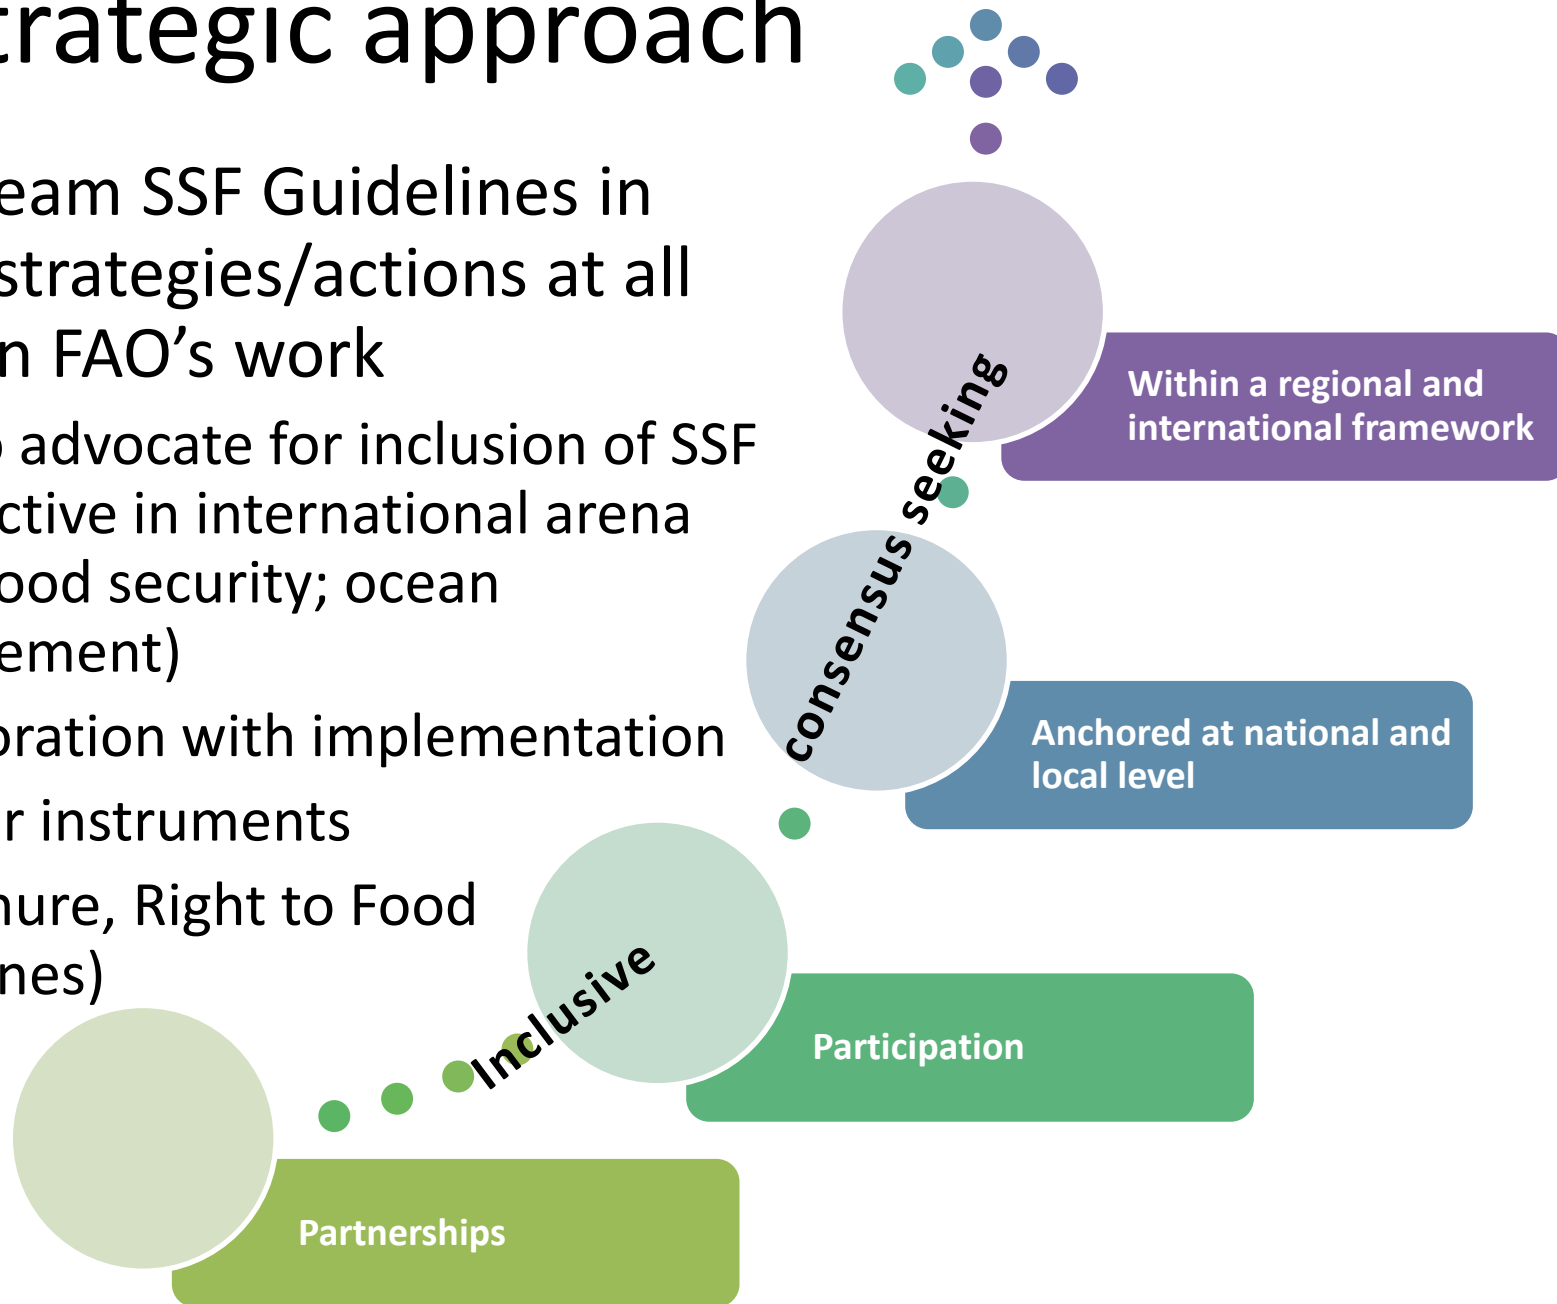 trategic approach
eam SSF Guidelines in
strategies/actions at all
n FAO’s work
o advocate for inclusion of SSF
ctive in international arena
ood security; ocean
ement)
oration with implementation
r instruments
nure, Right to Food
nes)
consensus seeking
Inclusive
Within a regional and
international framework
Anchored at national and
local level
Participation
Partnerships